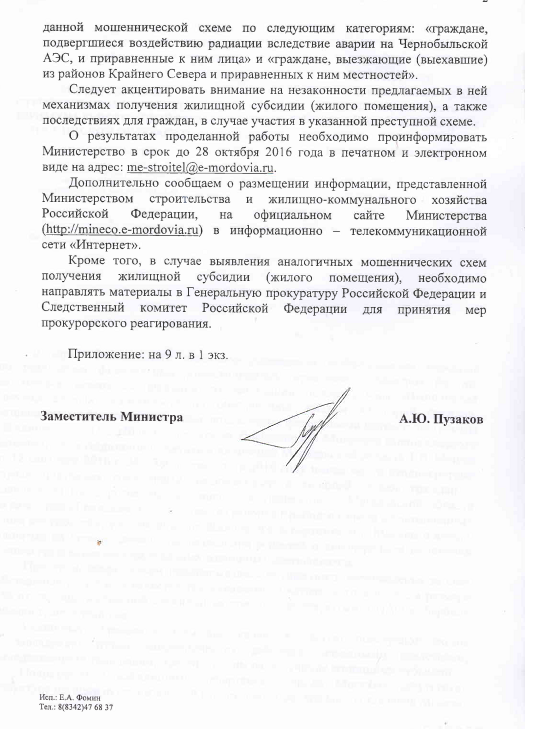 данной мошеннической схеме по следующим категориям: «граждане,
подвергшиеся воздействию радиации вследствие аварии на Чернобыльской
АЭС, и приравненные к ним лица» и «граждане, выезжающие (выехавшие)
из районов Крайнего Севера и приравненных к ним местностей».
Следует акцентировать внимание на незаконности предлагаемых в ней
механизмах получения жилищной субсидии (жилого помещения), а также
последствиях для граждан, в случае участия в указанной преступной схеме.
О результатах проделанной работы необходимо проинформировать
Министерство в срок до 28 октября 2016 года в печатном и электронном
виде на адрес: me-stroitel@e-mordovia.ru.
Дополнительно сообщаем о размещении информации, представленной
Министерством строительства и жилищно-коммунального хозяйства
Российской Федерации, на официальном сайте Министерства
(http://mineco.e-mordovia.ru) в информационно – телекоммуникационной
сети «Интернет».
Кроме того, в случае выявления аналогичных мошеннических схем
получения жилищной субсидии (жилого помещения), необходимо
направлять материалы в Генеральную прокуратуру Российской Федерации и
Следственный комитет Российской Федерации для принятия мер
прокурорского реагирования.
Приложение: на 9 л. в 1 экз.
Заместитель Министра А.Ю. Пузаков
Исп.: Е.А. Фомин
Тел.: 8(8342)47 68 37